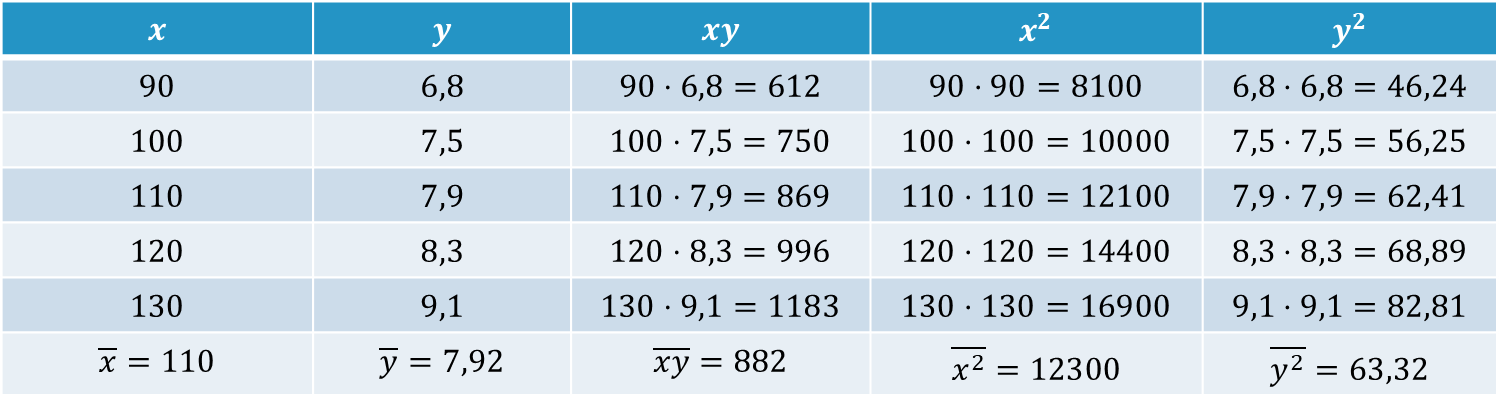 x y xy x² y²
90 6,8 90 · 6,8 = 612 90 · 90 = 8100 6,8 · 6,8 = 46,24
100 7,5 100 · 7,5 = 750 100 · 100 = 10000 7,5 · 7,5 = 56,25
110 7,9 110 · 7,9 = 869 110 · 110 = 12100 7,9 · 7,9 = 62,41
120 8,3 120 · 8,3 = 996 120 · 120 = 14400 8,3 · 8,3 = 68,89
130 9,1 130 · 9,1 = 1183 130 · 130 = 16900 9,1 · 9,1 = 82,81
x̅ = 110 y̅ = 7,92 x̅y̅ = 882 x̅²̅ = 12300 y̅²̅ = 63,32